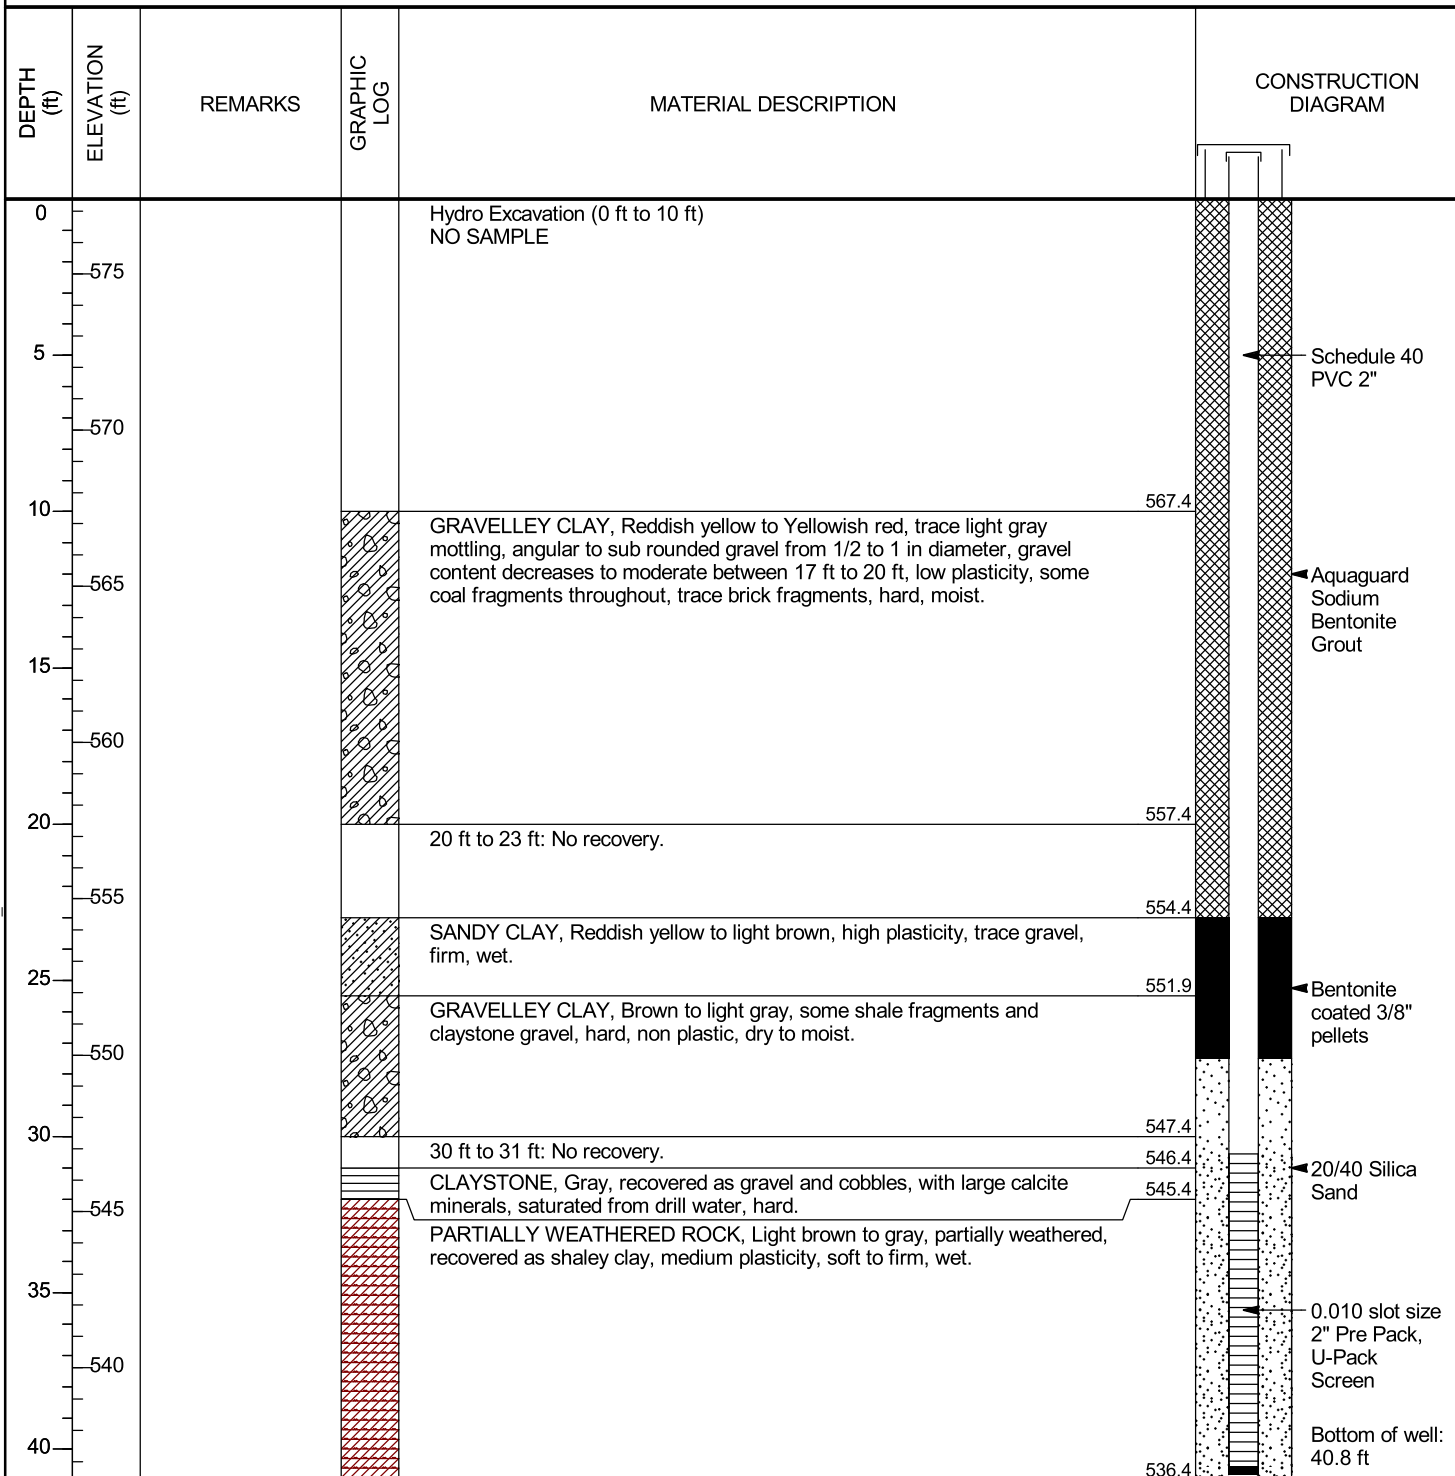 DEPTH
(ft)
ELEVATION
(ft)
REMARKS
GRAPHIC
LOG
MATERIAL DESCRIPTION
CONSTRUCTION
DIAGRAM
0
Hydro Excavation (0 ft to 10 ft)
NO SAMPLE
575
5
Schedule 40
PVC 2"
570
567.4
10
GRAVELLEY CLAY, Reddish yellow to Yellowish red, trace light gray
mottling, angular to sub rounded gravel from 1/2 to 1 in diameter, gravel
content decreases to moderate between 17 ft to 20 ft, low plasticity, some
coal fragments throughout, trace brick fragments, hard, moist.
565
Aquaguard
Sodium
Bentonite
Grout
15
560
557.4
20
20 ft to 23 ft: No recovery.
555
554.4
SANDY CLAY, Reddish yellow to light brown, high plasticity, trace gravel,
firm, wet.
25
551.9
Bentonite
coated 3/8"
pellets
GRAVELLEY CLAY, Brown to light gray, some shale fragments and
claystone gravel, hard, non plastic, dry to moist.
550
547.4
30
30 ft to 31 ft: No recovery.
546.4
20/40 Silica
Sand
CLAYSTONE, Gray, recovered as gravel and cobbles, with large calcite
minerals, saturated from drill water, hard.
545.4
545
PARTIALLY WEATHERED ROCK, Light brown to gray, partially weathered,
recovered as shaley clay, medium plasticity, soft to firm, wet.
35
0.010 slot size
2" Pre Pack,
U-Pack
Screen
540
Bottom of well:
40.8 ft
40
536.4